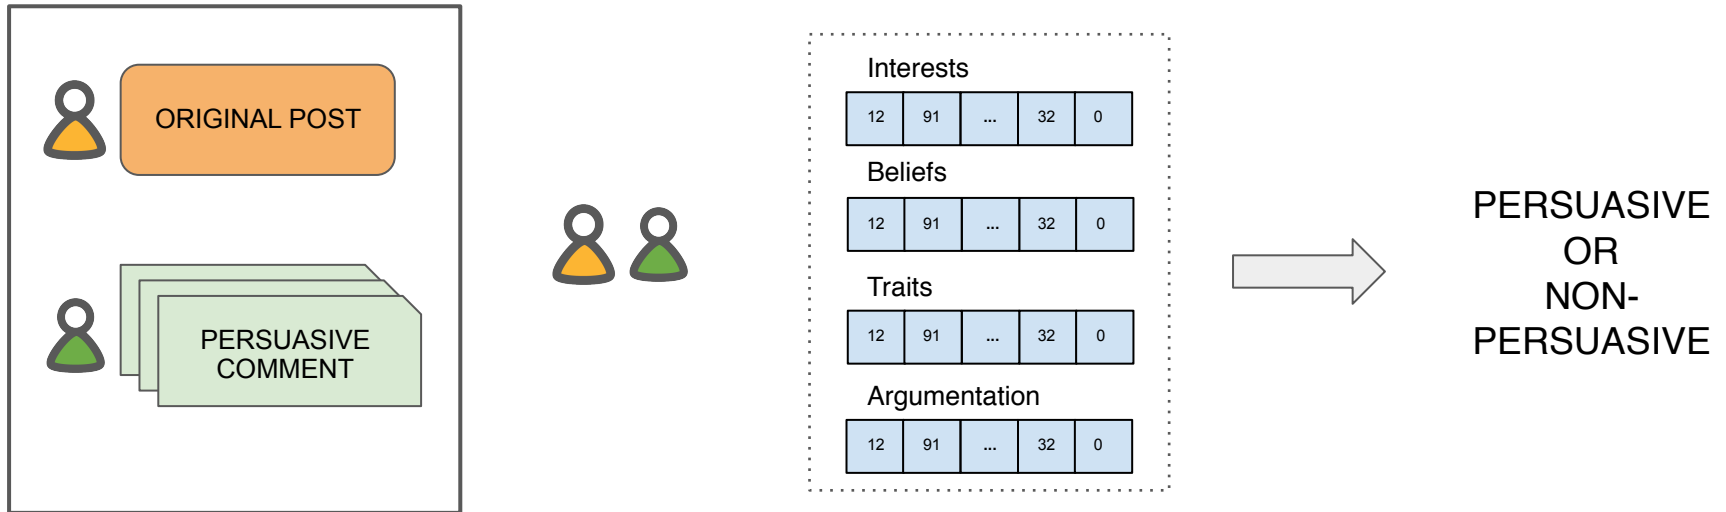 ORIGINAL POST
PERSUASIVE
COMMENT
Interests
12 91 ... 32 0
Beliefs
12 91 ... 32 0
Traits
12 91 ... 32 0
Argumentation
12 91 ... 32 0
PERSUASIVE
OR
NON-
PERSUASIVE